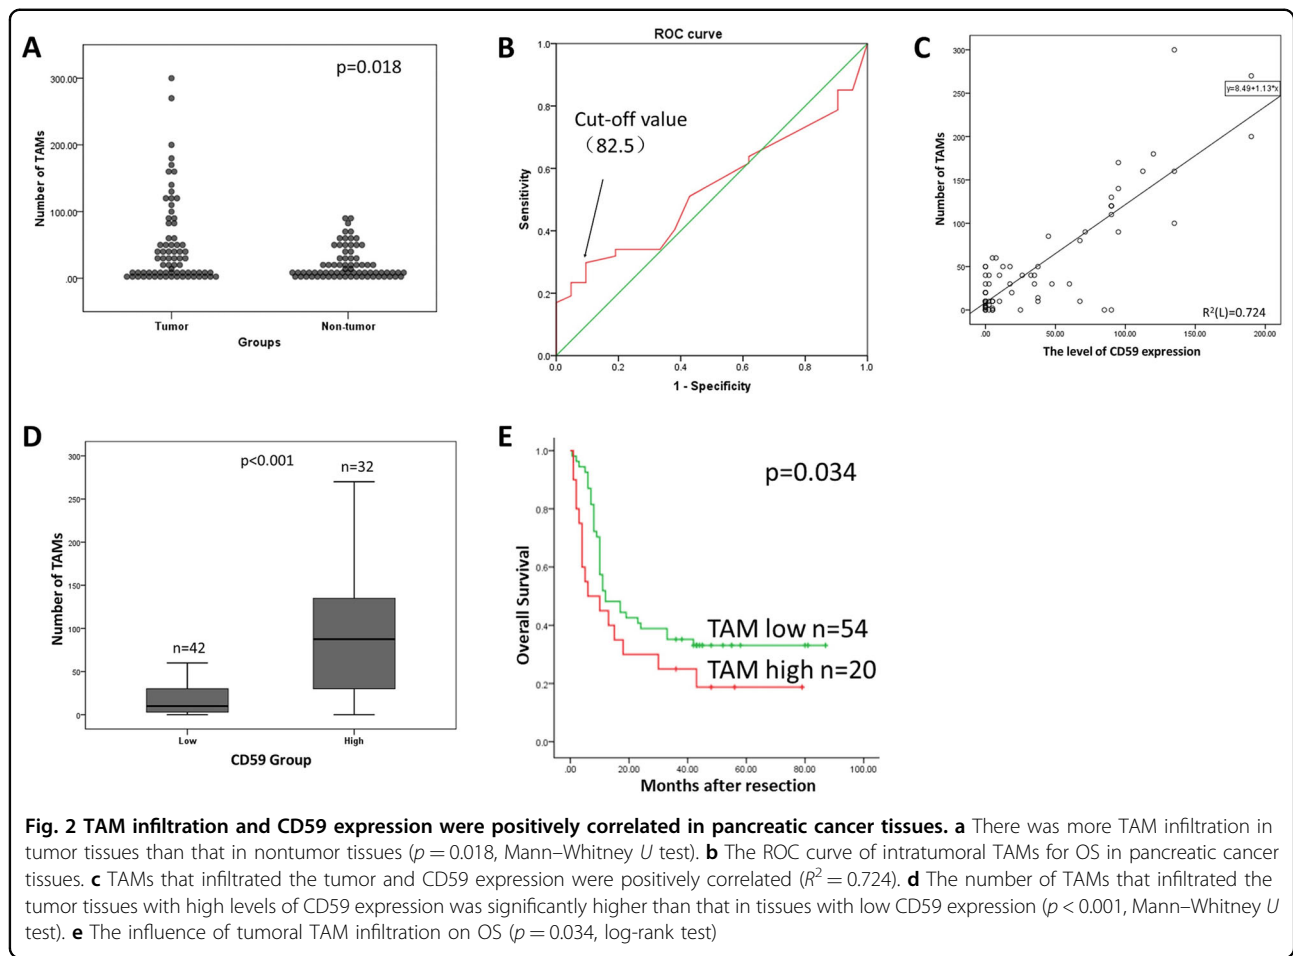 A
p=0.018
Number of TAMs
300.00
200.00
100.00
.00
Tumor
Non-tumor
Groups
B
ROC curve
Cut-off value
（82.5）
Sensitivity
1.0
0.8
0.6
0.4
0.2
0.0
0.0
0.2
0.4
0.6
0.8
1.0
1 - Specificity
C
Number of TAMs
300
250
200
150
100
50
0
y=8.49+1.13*x
R²(L)=0.724
.00
50.00
100.00
150.00
200.00
The level of CD59 expression
D
p<0.001
n=32
n=42
Number of TAMs
300
250
200
150
100
50
0
Low
High
CD59 Group
E
p=0.034
Overall Survival
1.0
0.8
0.6
0.4
0.2
0.0
TAM low n=54
TAM high n=20
.00
20.00
40.00
60.00
80.00
100.00
Months after resection
Fig. 2 TAM infiltration and CD59 expression were positively correlated in pancreatic cancer tissues. a There was more TAM infiltration in
tumor tissues than that in nontumor tissues (p = 0.018, Mann–Whitney U test). b The ROC curve of intratumoral TAMs for OS in pancreatic cancer
tissues. c TAMs that infiltrated the tumor and CD59 expression were positively correlated (R² = 0.724). d The number of TAMs that infiltrated the
tumor tissues with high levels of CD59 expression was significantly higher than that in tissues with low CD59 expression (p < 0.001, Mann–Whitney U
test). e The influence of tumoral TAM infiltration on OS (p = 0.034, log-rank test)